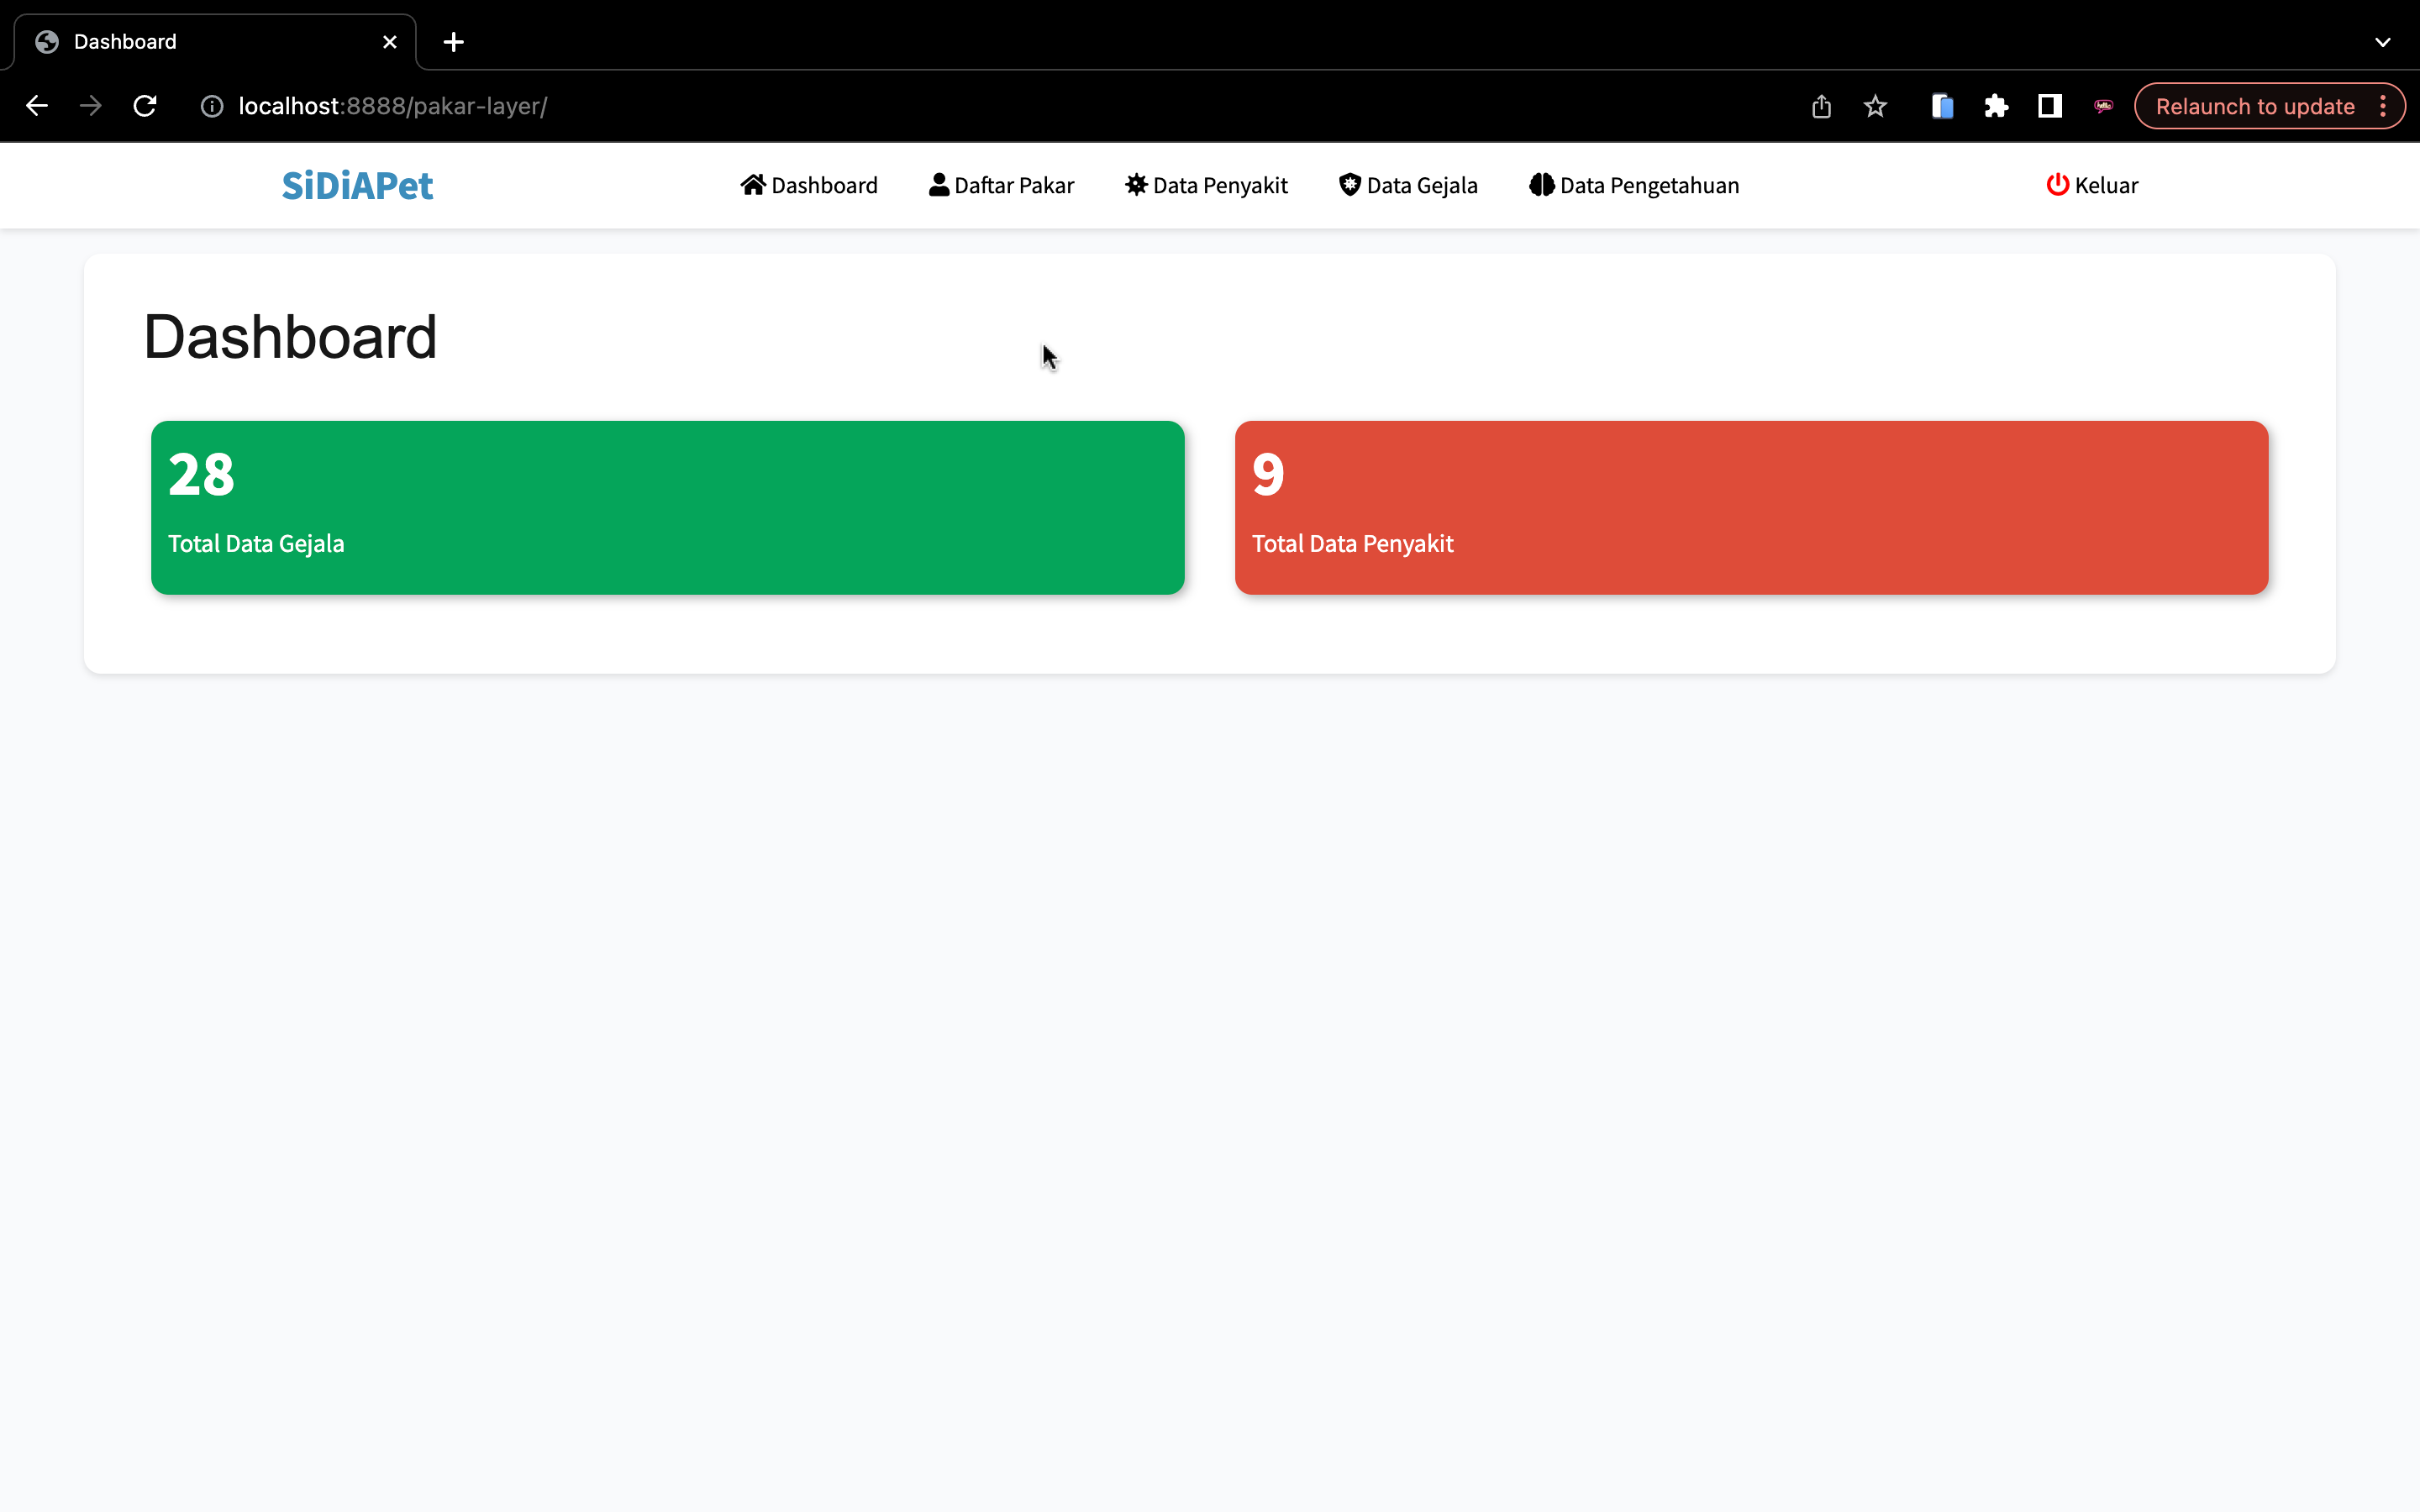 Dashboard
localhost:8888/pakar-layer/
Relaunch to update
SiDiAPet
Dashboard
Daftar Pakar
Data Penyakit
Data Gejala
Data Pengetahuan
Keluar
Dashboard
28
Total Data Gejala
9
Total Data Penyakit